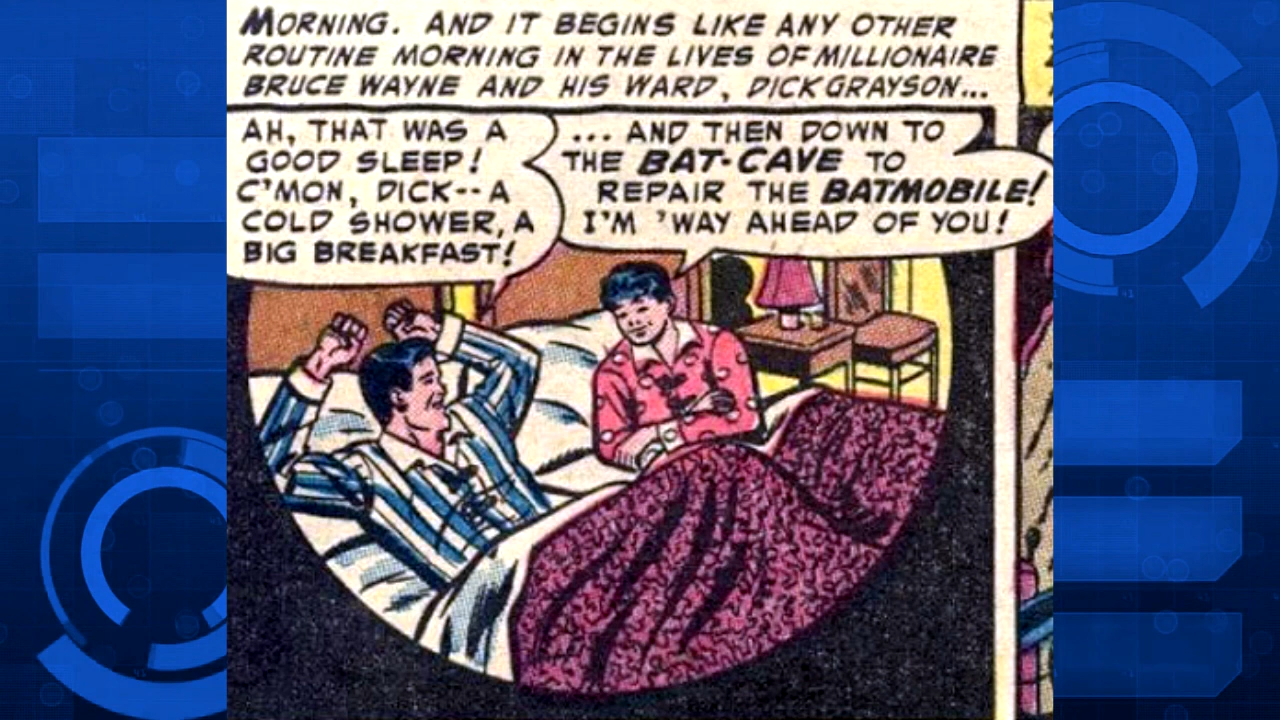 MORNING. AND IT BEGINS LIKE ANY OTHER
ROUTINE MORNING IN THE LIVES OF MILLIONAIRE
BRUCE WAYNE AND HIS WARD, DICK GRAYSON...
AH, THAT WAS A
GOOD SLEEP!
C'MON, DICK--A
COLD SHOWER, A
BIG BREAKFAST!
... AND THEN DOWN TO
THE BAT-CAVE TO
REPAIR THE BATMOBILE!
I'M 'WAY AHEAD OF YOU!